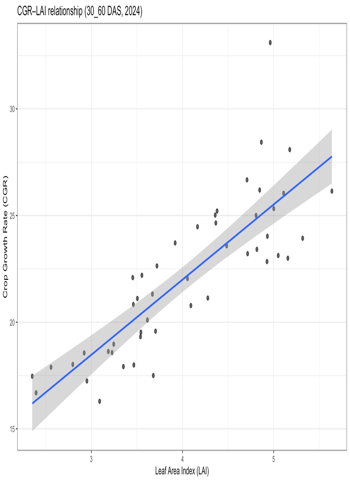 CGR–LAI relationship (30_60 DAS, 2024)
Crop Growth Rate (CGR)
30
25
20
15
3
4
5
Leaf Area Index (LAI)